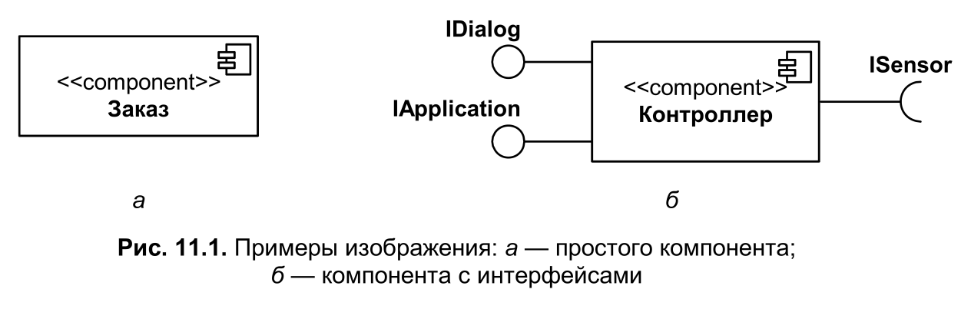 IDialog
<<component>>
Заказ
IApplication
<<component>>
Контроллер
ISensor
а
б
Рис. 11.1. Примеры изображения: а — простого компонента;
б — компонента с интерфейсами